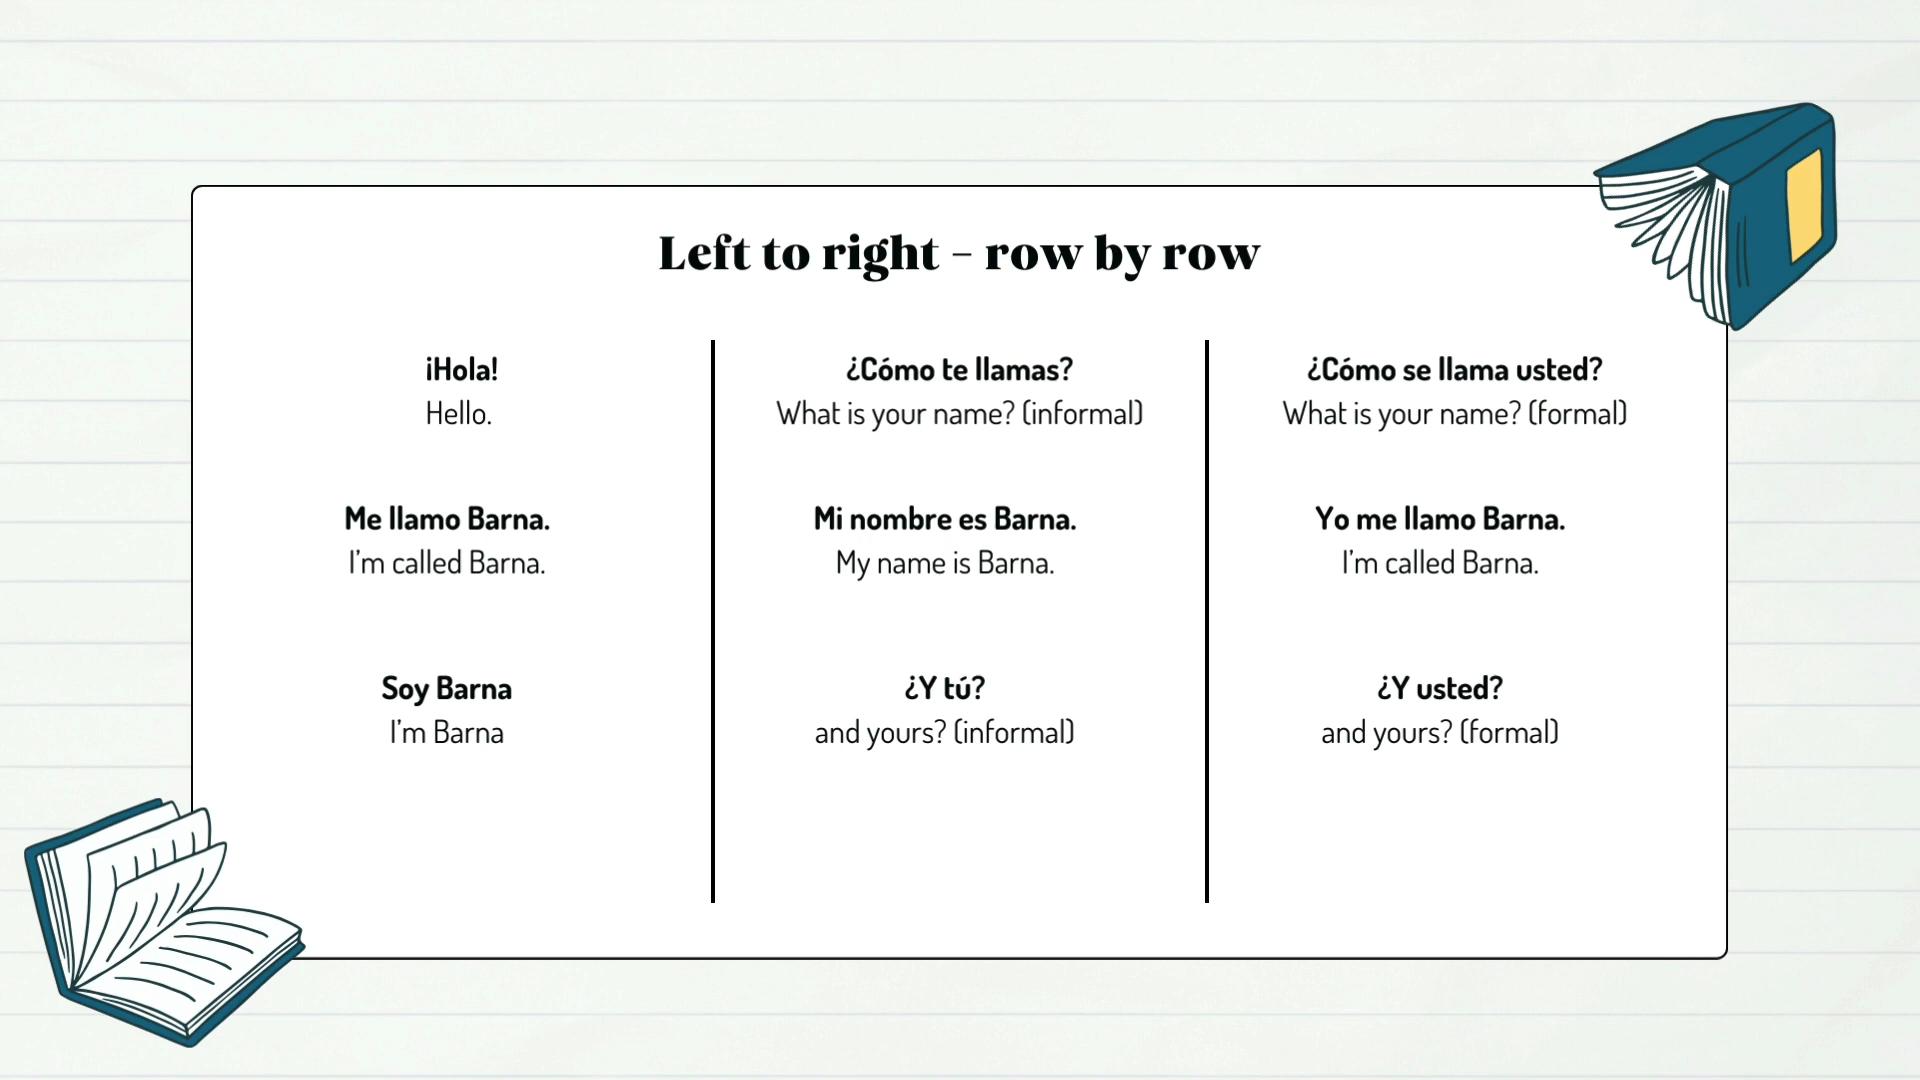 Left to right – row by row
¡Hola!
Hello.
¿Cómo te llamas?
What is your name? (informal)
¿Cómo se llama usted?
What is your name? (formal)
Me llamo Barna.
I'm called Barna.
Mi nombre es Barna.
My name is Barna.
Yo me llamo Barna.
I'm called Barna.
Soy Barna
I'm Barna
¿Y tú?
and yours? (informal)
¿Y usted?
and yours? (formal)